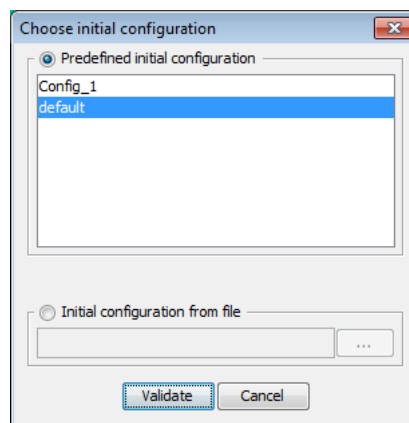 Choose initial configuration
Predefined initial configuration
Config_1
default
Initial configuration from file
...
Validate
Cancel